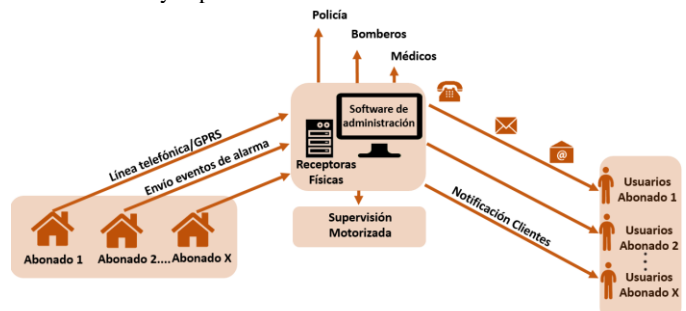 Policía
Bomberos
Médicos
Software de
administración
Receptoras
Físicas
Línea telefónica/GPRS
Envío eventos de alarma
Abonado 1
Abonado 2....
Abonado X
Supervisión
Motorizada
Notificación Clientes
@
Usuarios
Abonado 1
Usuarios
Abonado 2
Usuarios
Abonado X